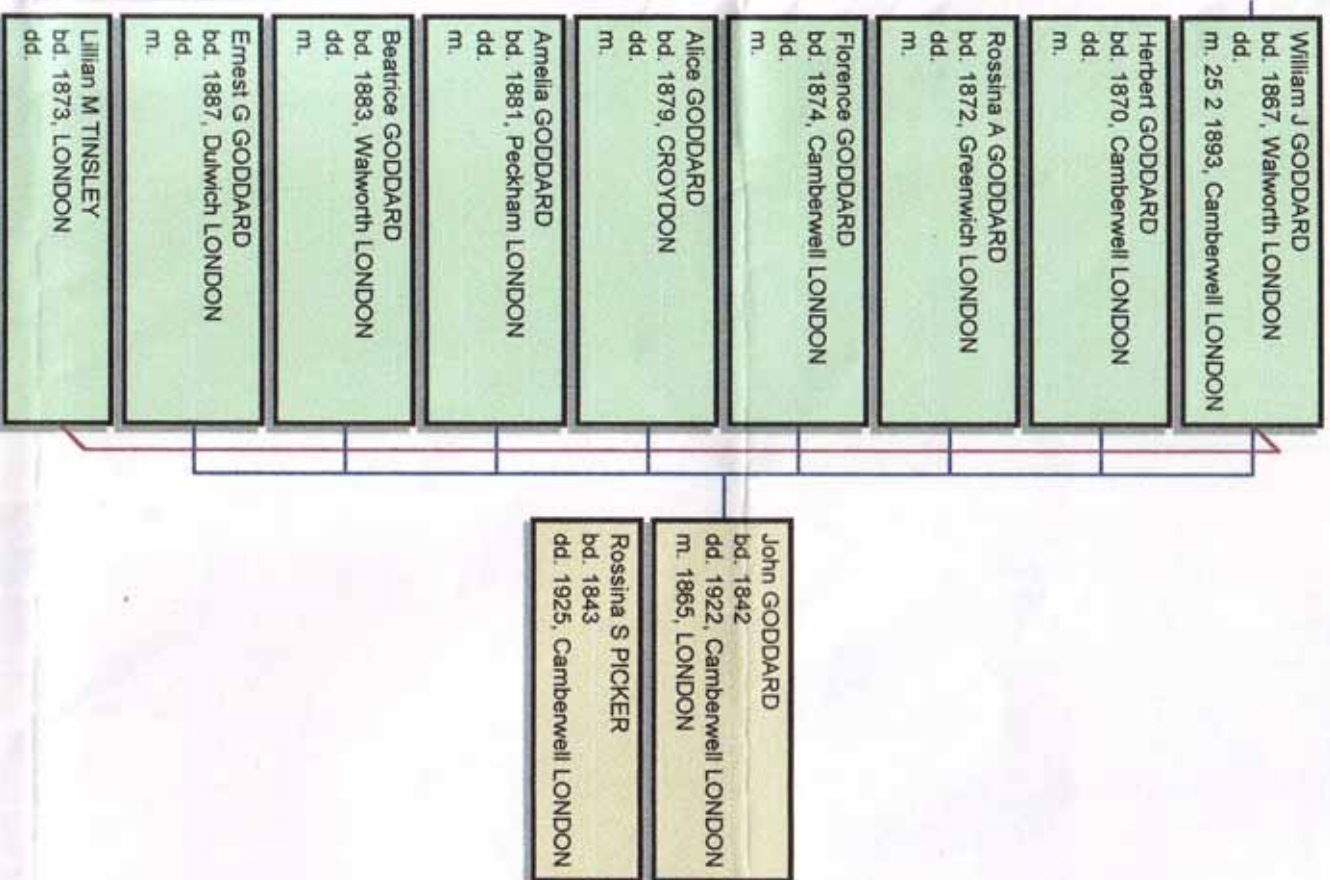 William J GODDARD
bd. 1867, Walworth LONDON
dd.
m. 25 2 1893, Camberwell LONDON
Herbert GODDARD
bd. 1870, Camberwell LONDON
dd.
m.
Rossina A GODDARD
bd. 1872, Greenwich LONDON
dd.
m.
Florence GODDARD
bd. 1874, Camberwell LONDON
dd.
m.
Alice GODDARD
bd. 1879, CROYDON
dd.
m.
Amelia GODDARD
bd. 1881, Peckham LONDON
dd.
m.
Beatrice GODDARD
bd. 1883, Walworth LONDON
dd.
m.
Ernest G GODDARD
bd. 1887, Dulwich LONDON
dd.
m.
Lillian M TINSLEY
bd. 1873, LONDON
dd.
John GODDARD
bd. 1842
dd. 1922, Camberwell LONDON
m. 1865, LONDON
Rossina S PICKER
bd. 1843
dd. 1925, Camberwell LONDON